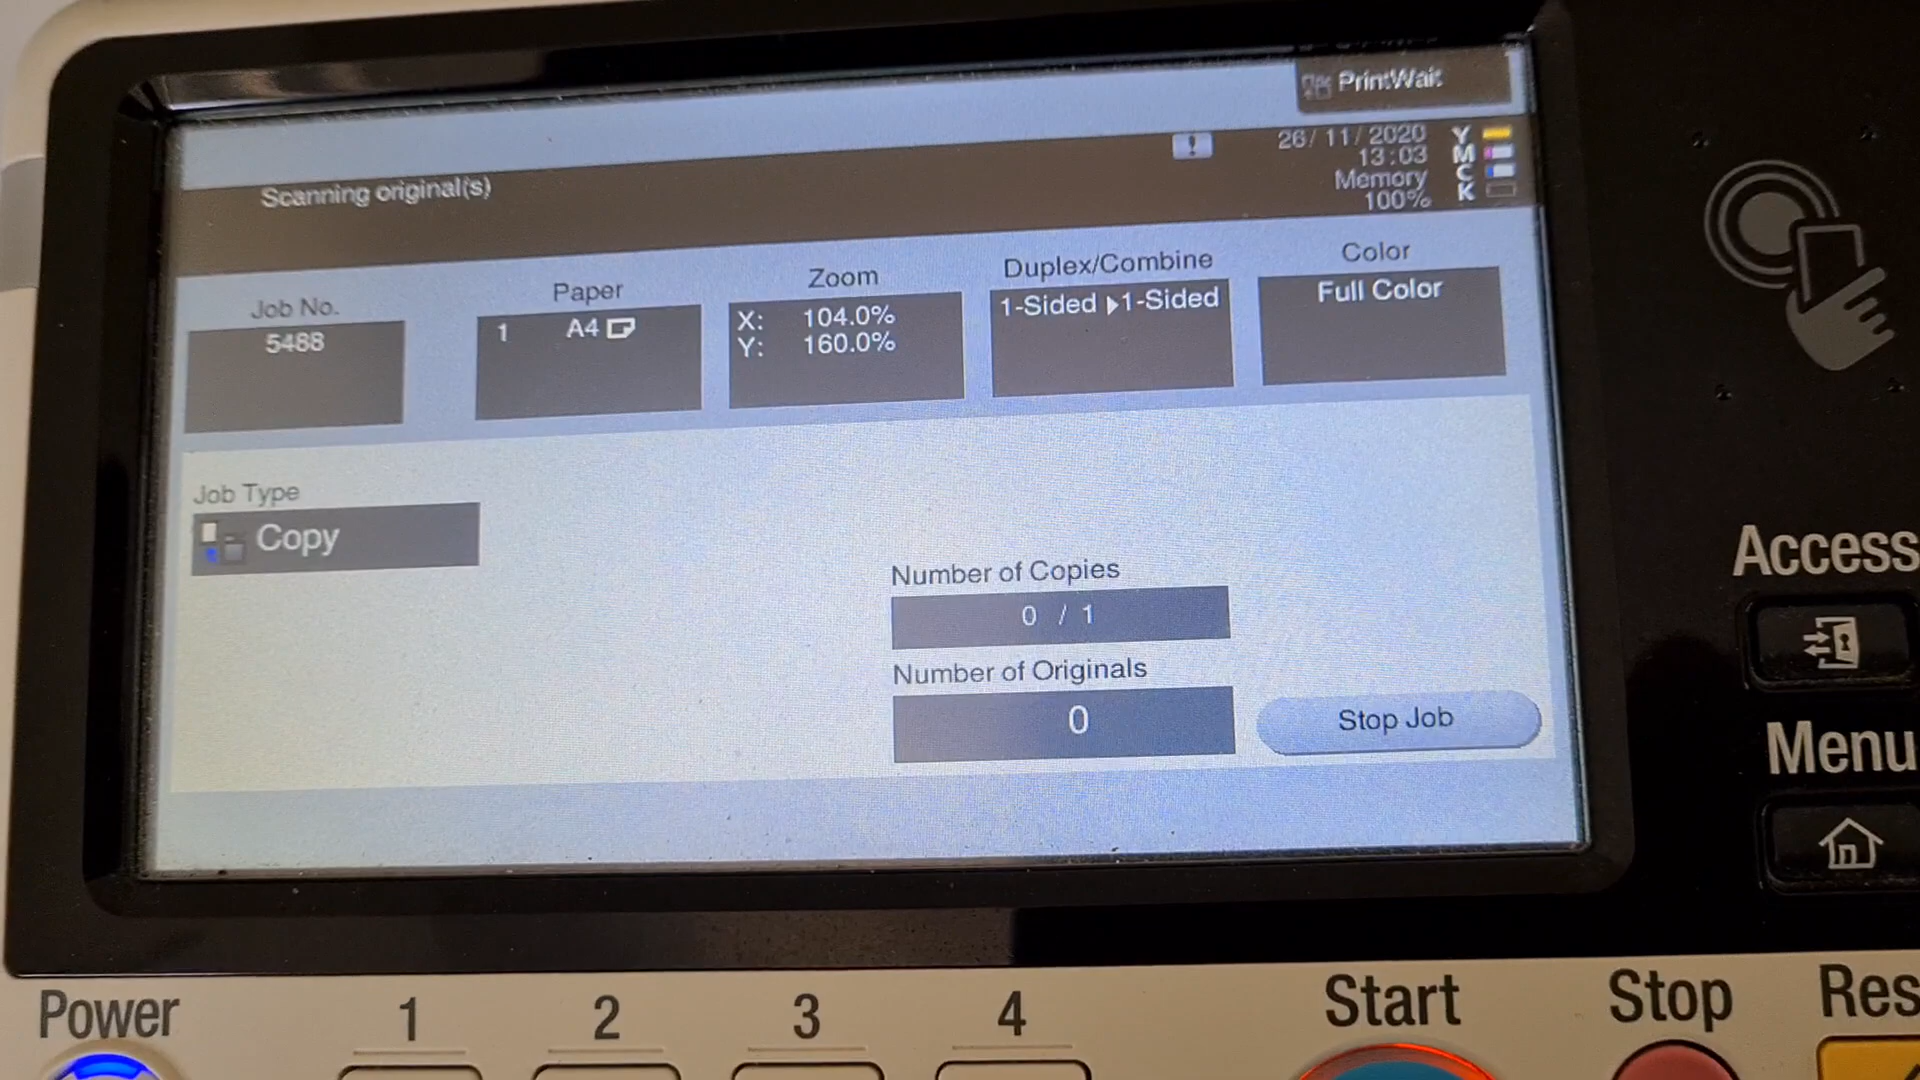 PrintWait
Scanning original(s)
!
26/11/2020
13:03
Memory
100%
Y
M
C
K
Job No.
5488
Paper
1 A4
Zoom
X: 104.0%
Y: 160.0%
Duplex/Combine
1-Sided ▶1-Sided
Color
Full Color
Job Type
Copy
Number of Copies
0 / 1
Number of Originals
0
Stop Job
Access
Menu
Power
1
2
3
4
Start
Stop
Res